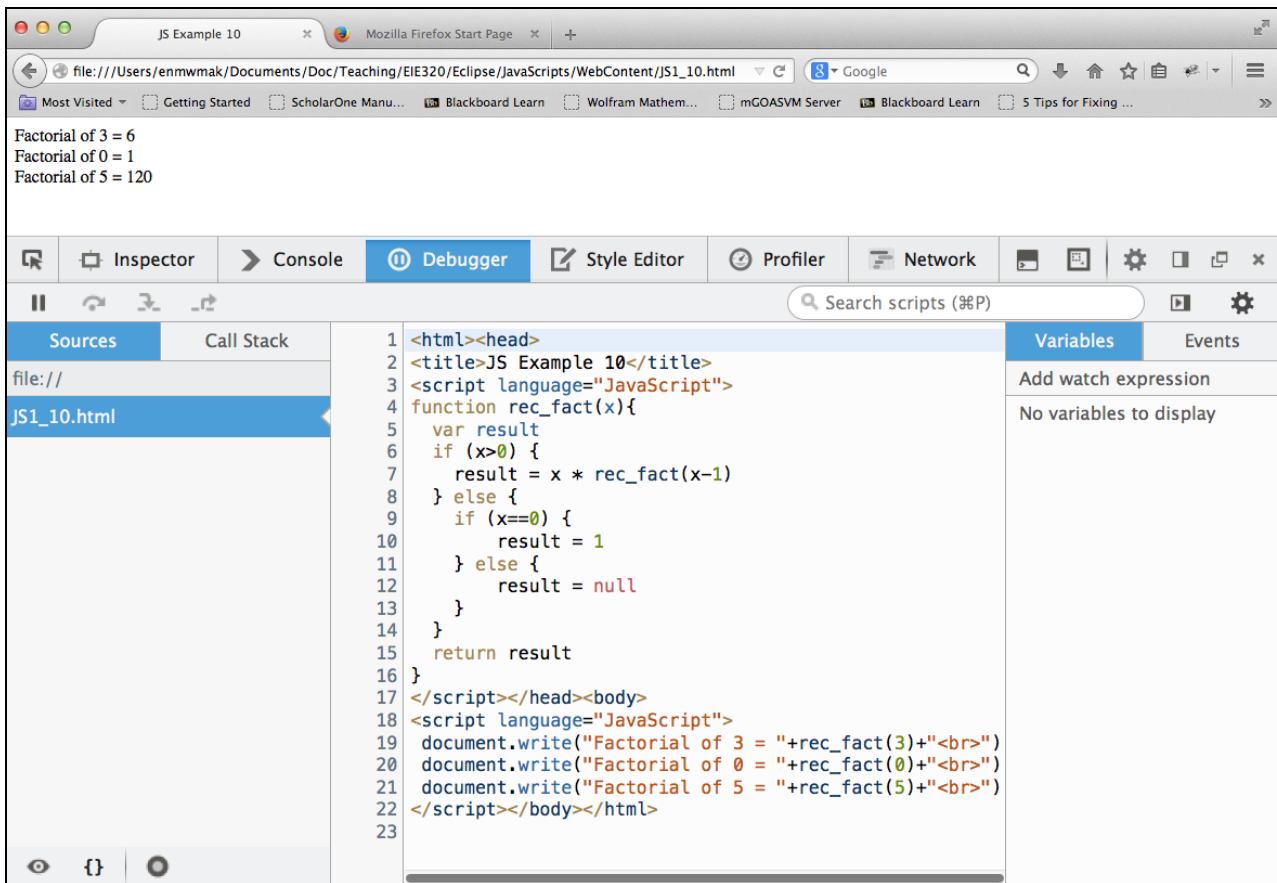 JS Example 10
Mozilla Firefox Start Page
file:///Users/enmwmak/Documents/Doc/Teaching/EIE320/Eclipse/JavaScripts/WebContent/JS1_10.html
Google
Most Visited
Getting Started
ScholarOne Manu...
Blackboard Learn
Wolfram Mathem...
mGOASVM Server
Blackboard Learn
5 Tips for Fixing ...
Factorial of 3 = 6
Factorial of 0 = 1
Factorial of 5 = 120
Inspector
Console
Debugger
Style Editor
Profiler
Network
Search scripts (⌘P)
Sources
Call Stack
file://
JS1_10.html
1 <html><head>
2 <title>JS Example 10</title>
3 <script language="JavaScript">
4 function rec_fact(x){
5   var result
6   if (x>0) {
7     result = x * rec_fact(x-1)
8   } else {
9     if (x==0) {
10         result = 1
11     } else {
12         result = null
13     }
14   }
15   return result
16 }
17 </script></head><body>
18 <script language="JavaScript">
19  document.write("Factorial of 3 = "+rec_fact(3)+"<br>")
20  document.write("Factorial of 0 = "+rec_fact(0)+"<br>")
21  document.write("Factorial of 5 = "+rec_fact(5)+"<br>")
22 </script></body></html>
23
Variables
Events
Add watch expression
No variables to display
{}